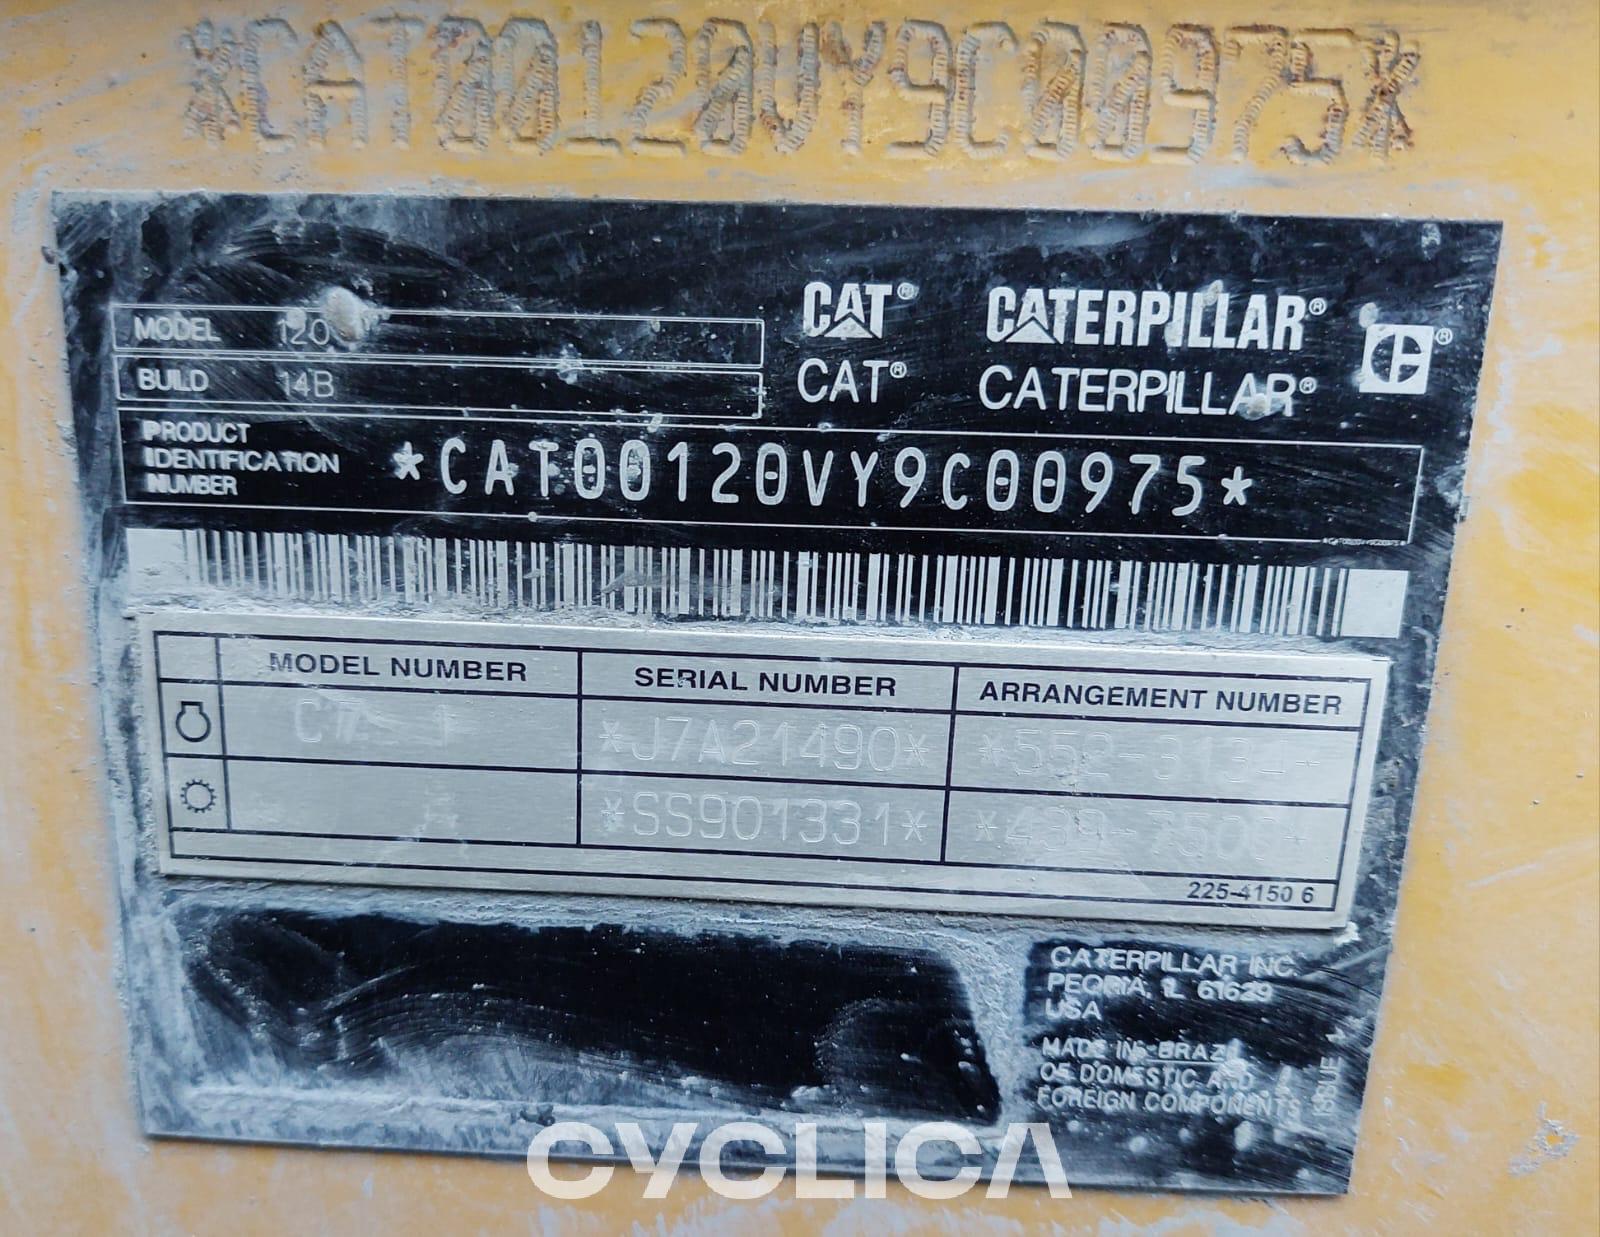 *CAT00120VY9C00975*
CAT® CATERPILLAR® ®
MODEL
CAT® CATERPILLAR®
BUILD 14B
PRODUCT
IDENTIFICATION
NUMBER
*CAT00120VY9C00975*
MODEL NUMBER SERIAL NUMBER ARRANGEMENT NUMBER
*J7A21490*
*SS901331*
225-4150 6
CATERPILLAR INC.
PEORIA, IL 61629
USA
MADE IN BRAZIL
OF DOMESTIC AND
FOREIGN COMPONENTS
ISSUE 1
CYCLICA